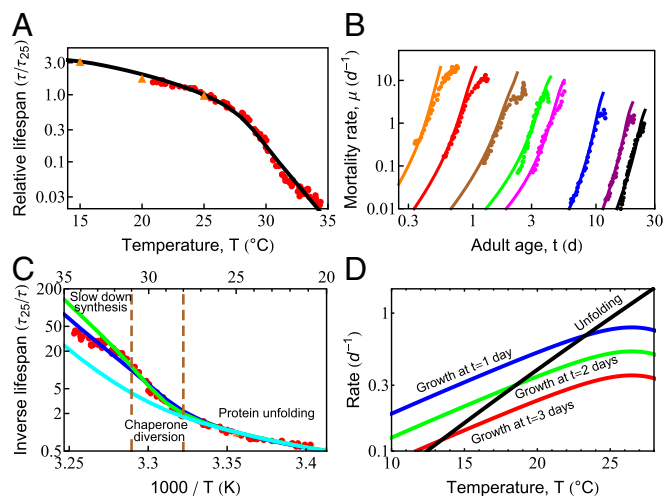 A
Relative lifespan (τ/τ25)
3.0
1.0
0.3
0.1
0.03
15 20 25 30 35
Temperature, T (°C)
B
Mortality rate, μ (d⁻¹)
100
10
1
0.1
0.01
0.3 1 3 10 30
Adult age, t (d)
C
35 30 25 20
Inverse lifespan (τ25/τ)
200
50
20
5
2
0.5
Slow down
synthesis
Chaperone
diversion
Protein unfolding
3.25 3.3 3.35 3.4
1000 / T (K)
D
Rate (d⁻¹)
1
0.3
0.1
Unfolding
Growth at t=1 day
Growth at t=2 days
Growth at t=3 days
10 15 20 25
Temperature, T (°C)